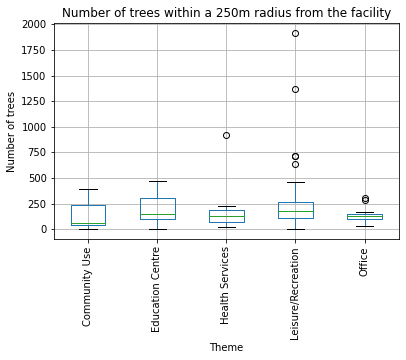 Number of trees within a 250m radius from the facility
Number of trees
2000
1750
1500
1250
1000
750
500
250
0
Community Use
Education Centre
Health Services
Leisure/Recreation
Office
Theme